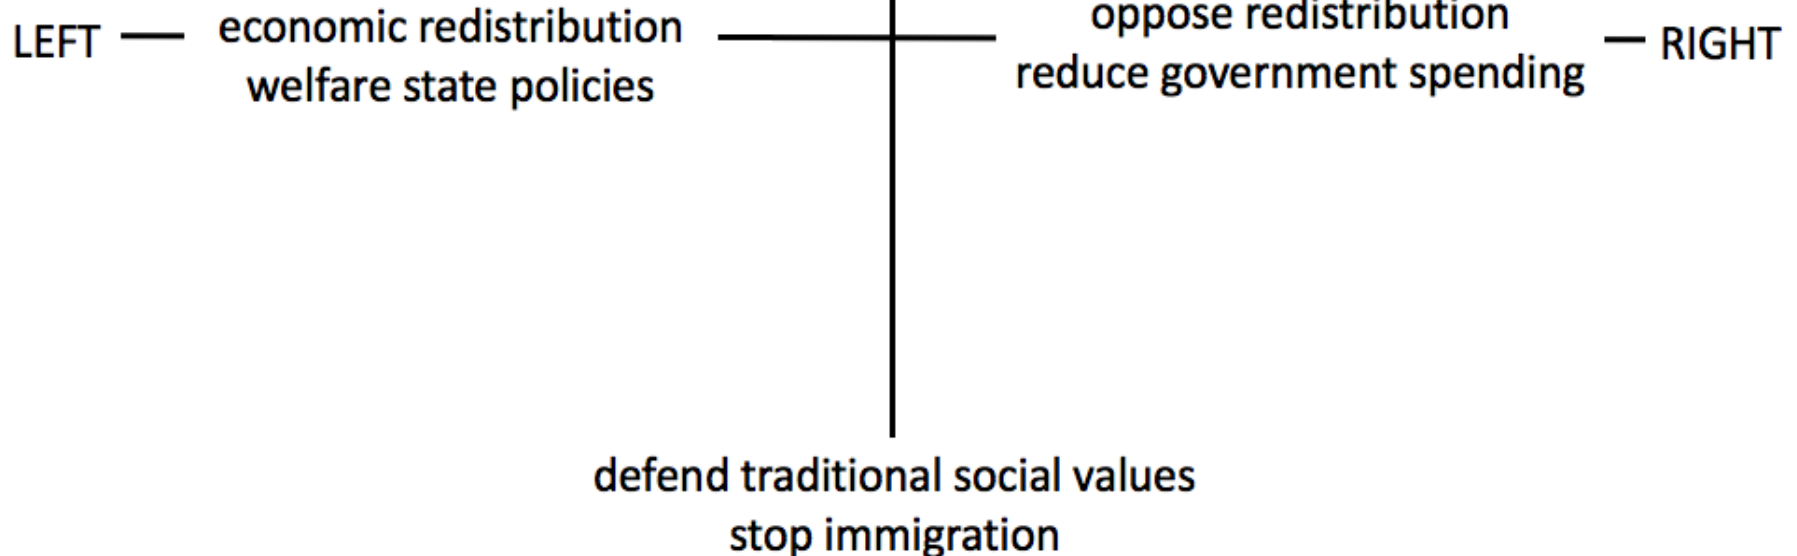 LEFT
economic redistribution
welfare state policies
oppose redistribution
reduce government spending
RIGHT
defend traditional social values
stop immigration